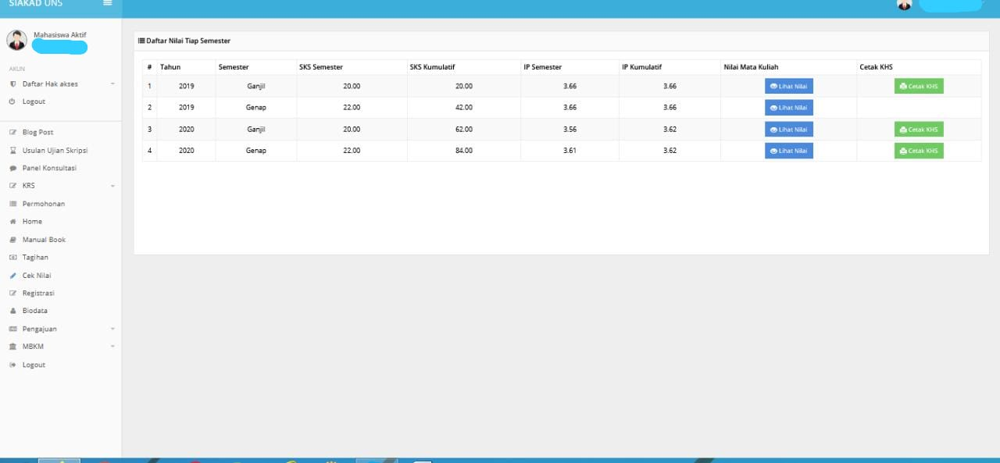 SIAKAD UNS
Mahasiswa Aktif
AKUN
Daftar Hak akses
Logout
Blog Post
Usulan Ujian Skripsi
Panel Konsultasi
KRS
Permohonan
Home
Manual Book
Tagihan
Cek Nilai
Registrasi
Biodata
Pengajuan
MBKM
Logout
Daftar Nilai Tiap Semester
# Tahun Semester SKS Semester SKS Kumulatif IP Semester IP Kumulatif Nilai Mata Kuliah Cetak KHS
1 2019 Ganjil 20.00 20.00 3.66 3.66 Lihat Nilai Cetak KHS
2 2019 Genap 22.00 42.00 3.66 3.66 Lihat Nilai
3 2020 Ganjil 20.00 62.00 3.56 3.62 Lihat Nilai Cetak KHS
4 2020 Genap 22.00 84.00 3.61 3.62 Lihat Nilai Cetak KHS